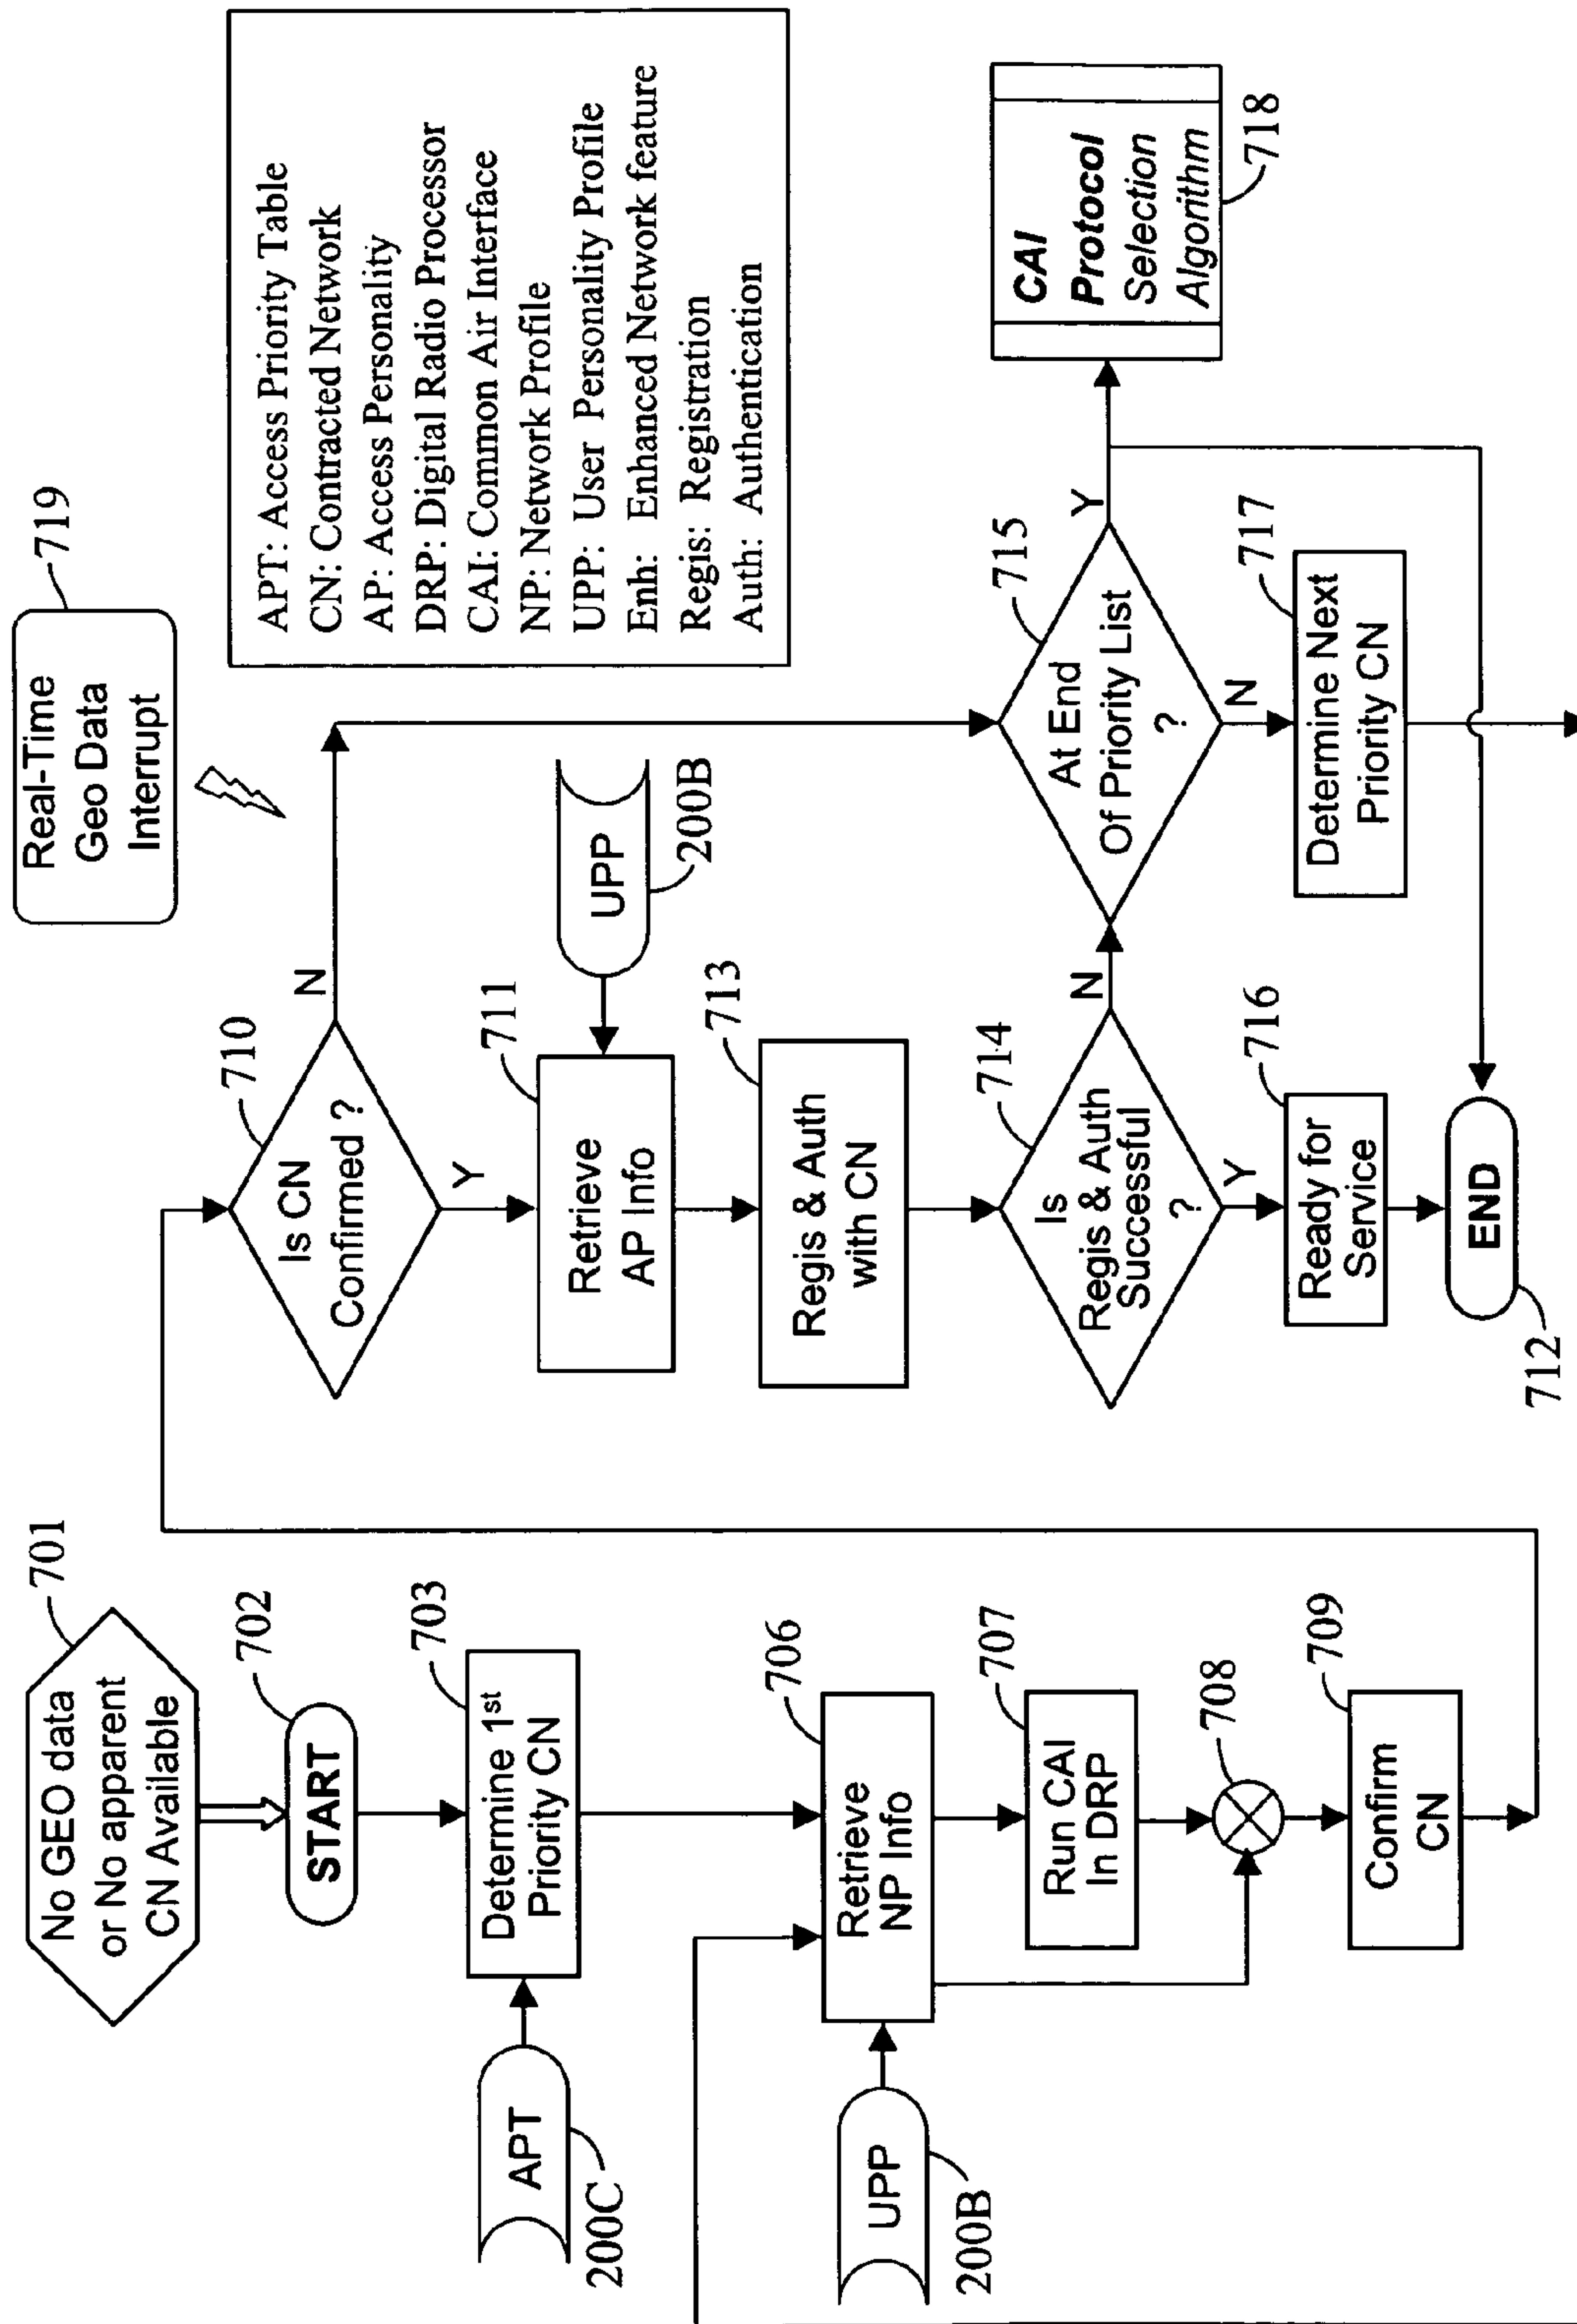 No GEO data
or No apparent
CN Available
701
START
702
Determine 1st
Priority CN
703
APT
200C
Retrieve
NP Info
706
UPP
200B
Run CAI
In DRP
707
708
Confirm
CN
709
Is CN
Confirmed ?
710
N
Y
Retrieve
AP Info
711
UPP
200B
Regis & Auth
with CN
713
Is
Regis & Auth
Successful
?
714
N
Y
Ready for
Service
716
END
712
At End
Of Priority List
?
715
Y
N
Determine Next
Priority CN
717
CAI
Protocol
Selection
Algorithm
718
Real-Time
Geo Data
Interrupt
719
APT: Access Priority Table
CN: Contracted Network
AP: Access Personality
DRP: Digital Radio Processor
CAI: Common Air Interface
NP: Network Profile
UPP: User Personality Profile
Enh: Enhanced Network feature
Regis: Registration
Auth: Authentication